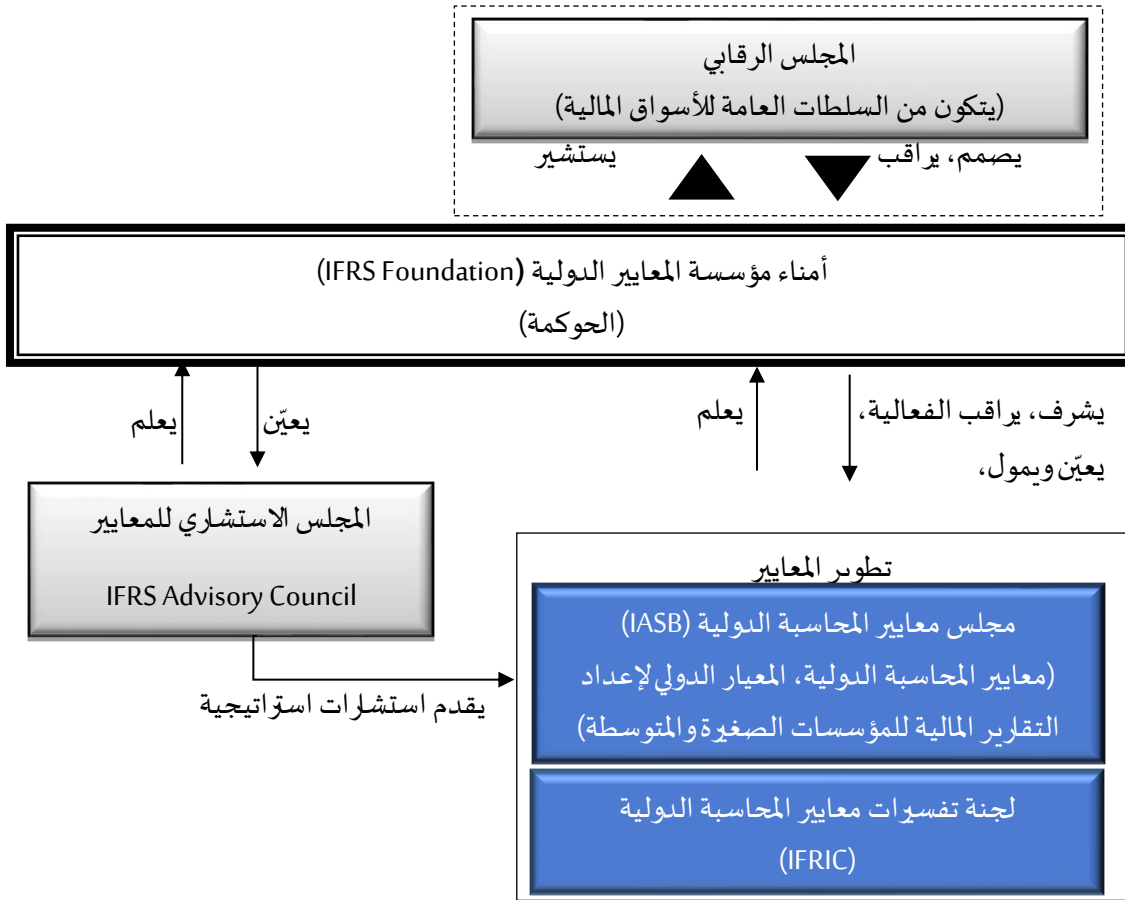 المجلس الرقابي
(يتكون من السلطات العامة للأسواق المالية)
يصمم، يراقب
يستشير
أمناء مؤسسة المعايير الدولية (IFRS Foundation)
(الحوكمة)
يشرف، يراقب الفعالية،
يعيّن ويمول،
يعلم
يعيّن
يعلم
المجلس الاستشاري للمعايير
IFRS Advisory Council
يقدم استشارات استراتيجية
تطوير المعايير
مجلس معايير المحاسبة الدولية (IASB)
(معايير المحاسبة الدولية، المعيار الدولي لإعداد
التقارير المالية للمؤسسات الصغيرة والمتوسطة)
لجنة تفسيرات معايير المحاسبة الدولية
(IFRIC)